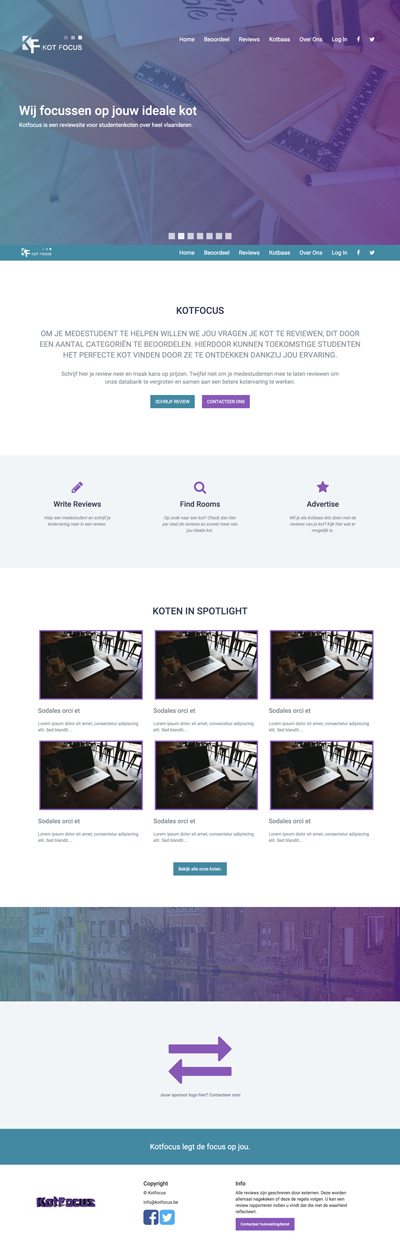 KOT FOCUS
Home Beoordeel Reviews Kotbaas Over Ons Log In
Wij focussen op jouw ideale kot
Kotfocus is een reviewsite voor studentenkoten over heel vlaanderen.
KOT FOCUS
Home Beoordeel Reviews Kotbaas Over Ons Log In
KOTFOCUS
OM JE MEDESTUDENT TE HELPEN WILLEN WE JOU VRAGEN JE KOT TE REVIEWEN, DIT DOOR
EEN AANTAL CATEGORIËN TE BEOORDELEN. HIERDOOR KUNNEN TOEKOMSTIGE STUDENTEN
HET PERFECTE KOT VINDEN DOOR ZE TE ONTDEKKEN DANKZIJ JOU ERVARING.
Schrijf hier je review neer en maak kans op prijzen. Twijfel niet om je medestudenten mee te laten reviewen om
onze databank te vergroten en samen aan een betere kotervaring te werken.
SCHRIJF REVIEW CONTACTEER ONS
Write Reviews
Help een medestudent en schrijf je
kotervaring neer in een review.
Find Rooms
Op zoek naar een kot? Check dan hier
per stad de reviews en zoveel meer van
jou ideale kot.
Advertise
Wil je als kotbaas iets doen met de
reviews van je kot? Kijk hier wat er
mogelijk is.
KOTEN IN SPOTLIGHT
Sodales orci et
Lorem ipsum dolor sit amet, consectetur adipiscing
elit. Sed blandit...
Sodales orci et
Lorem ipsum dolor sit amet, consectetur adipiscing
elit. Sed blandit...
Sodales orci et
Lorem ipsum dolor sit amet, consectetur adipiscing
elit. Sed blandit...
Sodales orci et
Lorem ipsum dolor sit amet, consectetur adipiscing
elit. Sed blandit...
Sodales orci et
Lorem ipsum dolor sit amet, consectetur adipiscing
elit. Sed blandit...
Sodales orci et
Lorem ipsum dolor sit amet, consectetur adipiscing
elit. Sed blandit...
Bekijk alle onze koten.
Jouw sponsor logo hier? Contacteer ons!
Kotfocus legt de focus op jou.
KotFocus
Copyright
© Kotfocus
info@kotfocus.be
Info
Alle reviews zijn geschreven door externen. Deze worden
allemaal nagekeken of deze de regels volgen. U kan een
review rapporteren indien u vindt dat die niet de waarheid
reflecteert.
Contacteer huisvestingdienst